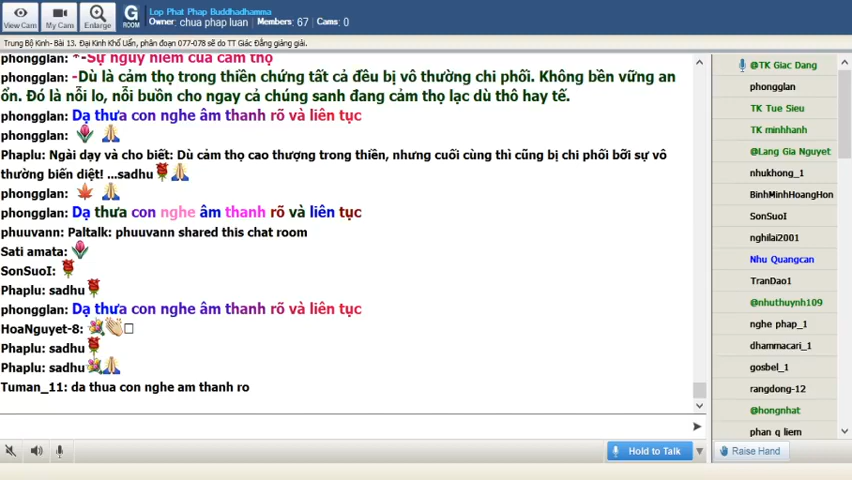 View Cam
My Cam
Enlarge
G
ROOM
Lop Phat Phap Buddhadhamma
Owner: chua phap luan Members: 67 Cams: 0
Trung Bộ Kinh- Bài 13. Đại Kinh Khổ Uẩn, phân đoạn 077-078 sẽ do TT Giác Đẳng giảng giải.
phongglan: *-Sự nguy hiểm của cảm thọ
phongglan: -Dù là cảm thọ trong thiền chứng tất cả đều bị vô thường chi phối. Không bền vững an
ổn. Đó là nỗi lo, nỗi buồn cho ngay cả chúng sanh đang cảm thọ lạc dù thô hay tế.
phongglan: Dạ thưa con nghe âm thanh rõ và liên tục
phongglan:
Phaplu: Ngài dạy và cho biết: Dù cảm thọ cao thượng trong thiền, nhưng cuối cùng thì cũng bị chi phối bỡi sự vô
thường biến diệt! ...sadhu
phongglan:
phongglan: Dạ thưa con nghe âm thanh rõ và liên tục
phuuvann: Paltalk: phuuvann shared this chat room
Sati amata:
SonSuoI:
Phaplu: sadhu
phongglan: Dạ thưa con nghe âm thanh rõ và liên tục
HoaNguyet-8:
Phaplu: sadhu
Phaplu: sadhu
Tuman_11: da thua con nghe am thanh ro
Hold to Talk
@TK Giac Dang
phongglan
TK Tue Sieu
TK minhhanh
@Lang Gia Nguyet
nhukhong_1
BinhMinhHoangHon
SonSuoI
nghilai2001
Nhu Quangcan
TranDao1
@nhuthuynh109
nghe phap_1
dhammacari_1
gosbel_1
rangdong-12
@hongnhat
phan q liem
Raise Hand